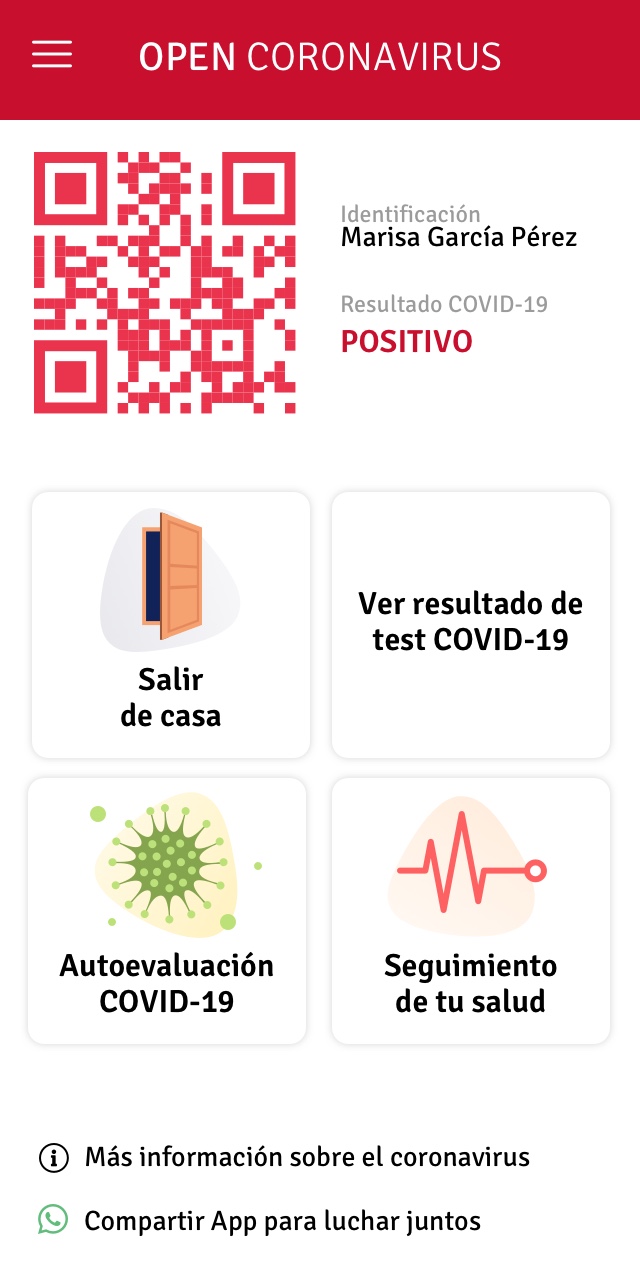 OPEN CORONAVIRUS
Identificación
Marisa García Pérez
Resultado COVID-19
POSITIVO
Salir
de casa
Ver resultado de
test COVID-19
Autoevaluación
COVID-19
Seguimiento
de tu salud
Más información sobre el coronavirus
Compartir App para luchar juntos